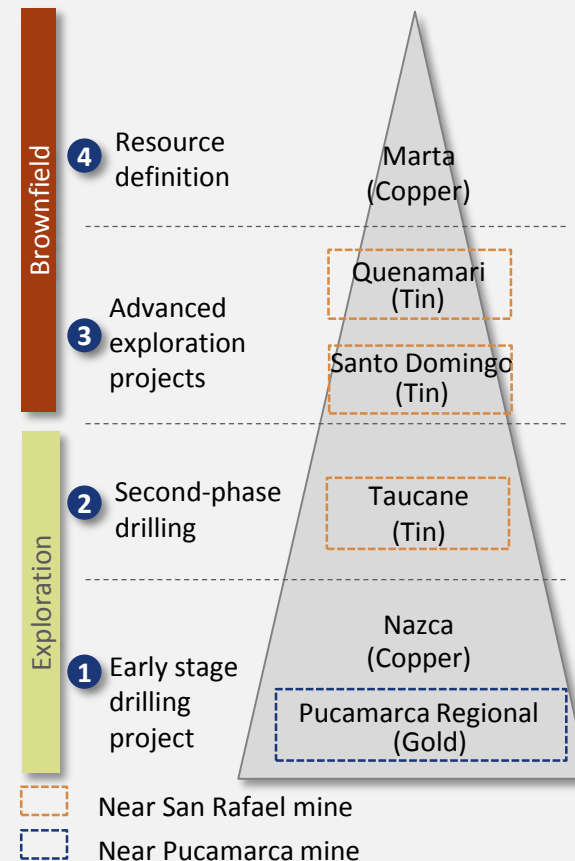 Brownfield
4
Resource
definition
Marta
(Copper)
3
Advanced
exploration
projects
Quenamari
(Tin)
Santo Domingo
(Tin)
Exploration
2
Second-phase
drilling
Taucane
(Tin)
1
Early stage
drilling
project
Nazca
(Copper)
Pucamarca Regional
(Gold)
Near San Rafael mine
Near Pucamarca mine